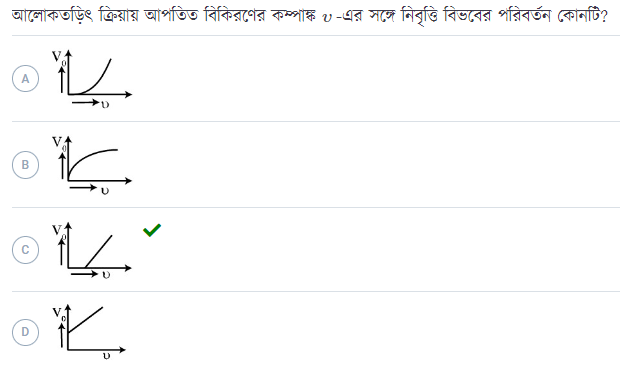 আলোকতড়িৎ ক্রিয়ায় আপতিত বিকিরণের কম্পাঙ্ক υ -এর সঙ্গে নিবৃত্তি বিভবের পরিবর্তন কোনটি?
A
V₀
υ
B
V₀
υ
C
V₀
υ
D
V₀
υ